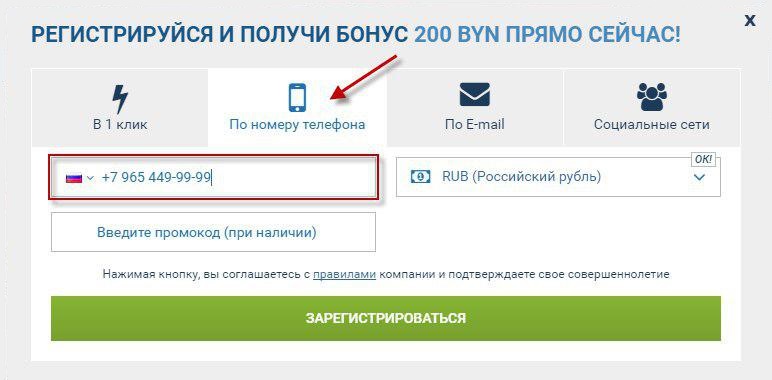 x
РЕГИСТРИРУЙСЯ И ПОЛУЧИ БОНУС 200 BYN ПРЯМО СЕЙЧАС!
В 1 клик
По номеру телефона
По E-mail
Социальные сети
+7 965 449-99-99
ОК!
RUB (Российский рубль)
Введите промокод (при наличии)
Нажимая кнопку, вы соглашаетесь с правилами компании и подтверждаете свое совершеннолетие
ЗАРЕГИСТРИРОВАТЬСЯ